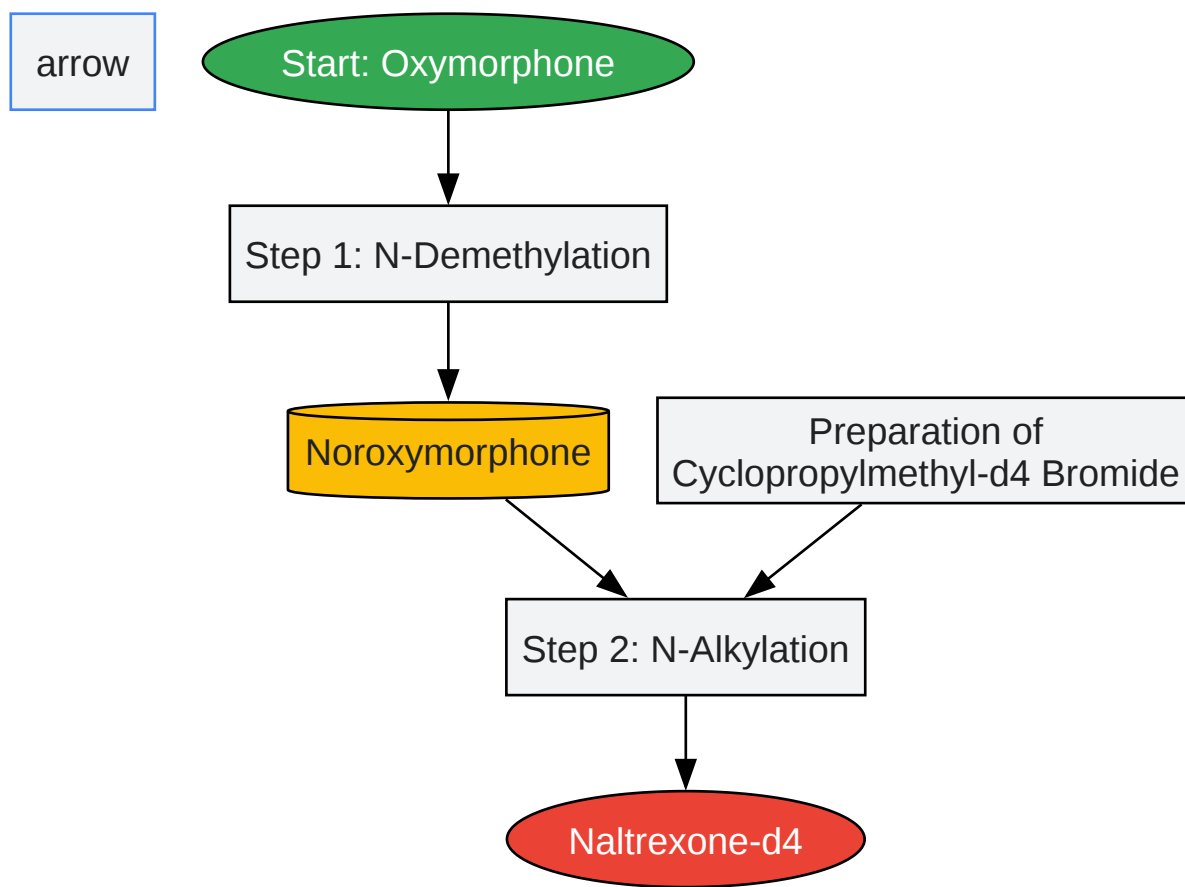 arrow
Start: Oxymorphone
Step 1: N-Demethylation
Noroxymorphone
Preparation of
Cyclopropylmethyl-d4 Bromide
Step 2: N-Alkylation
Naltrexone-d4